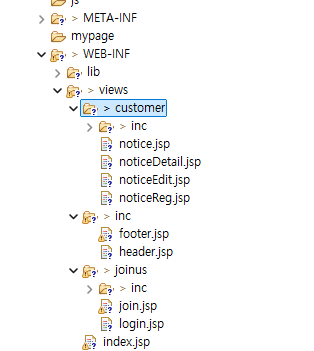 js
> META-INF
mypage
> WEB-INF
> lib
> views
> customer
> inc
notice.jsp
noticeDetail.jsp
noticeEdit.jsp
noticeReg.jsp
> inc
footer.jsp
header.jsp
> joinus
> inc
join.jsp
login.jsp
index.jsp